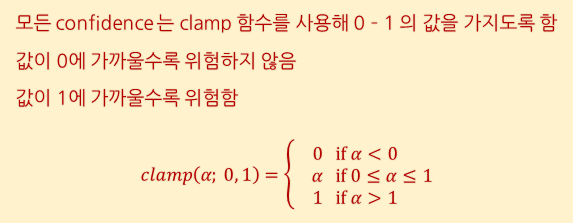 모든 confidence는 clamp 함수를 사용해 0 - 1 의 값을 가지도록 함
값이 0에 가까울수록 위험하지 않음
값이 1에 가까울수록 위험함
clamp(α; 0, 1) = { 0 if α < 0
α if 0 ≤ α ≤ 1
1 if α > 1